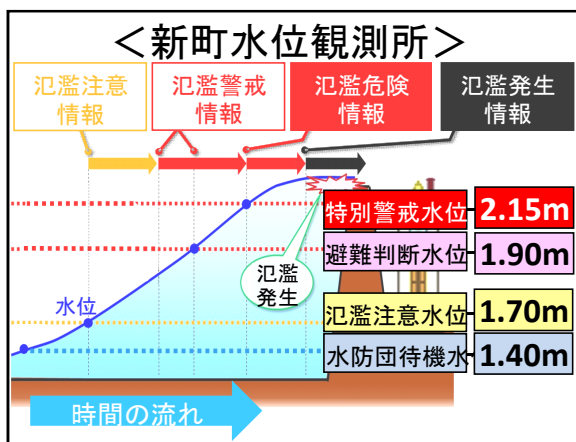 ＜新町水位観測所＞
氾濫注意
情報
氾濫警戒
情報
氾濫危険
情報
氾濫発生
情報
特別警戒水位
2.15m
避難判断水位
1.90m
氾濫
発生
水位
氾濫注意水位
1.70m
水防団待機水
1.40m
時間の流れ